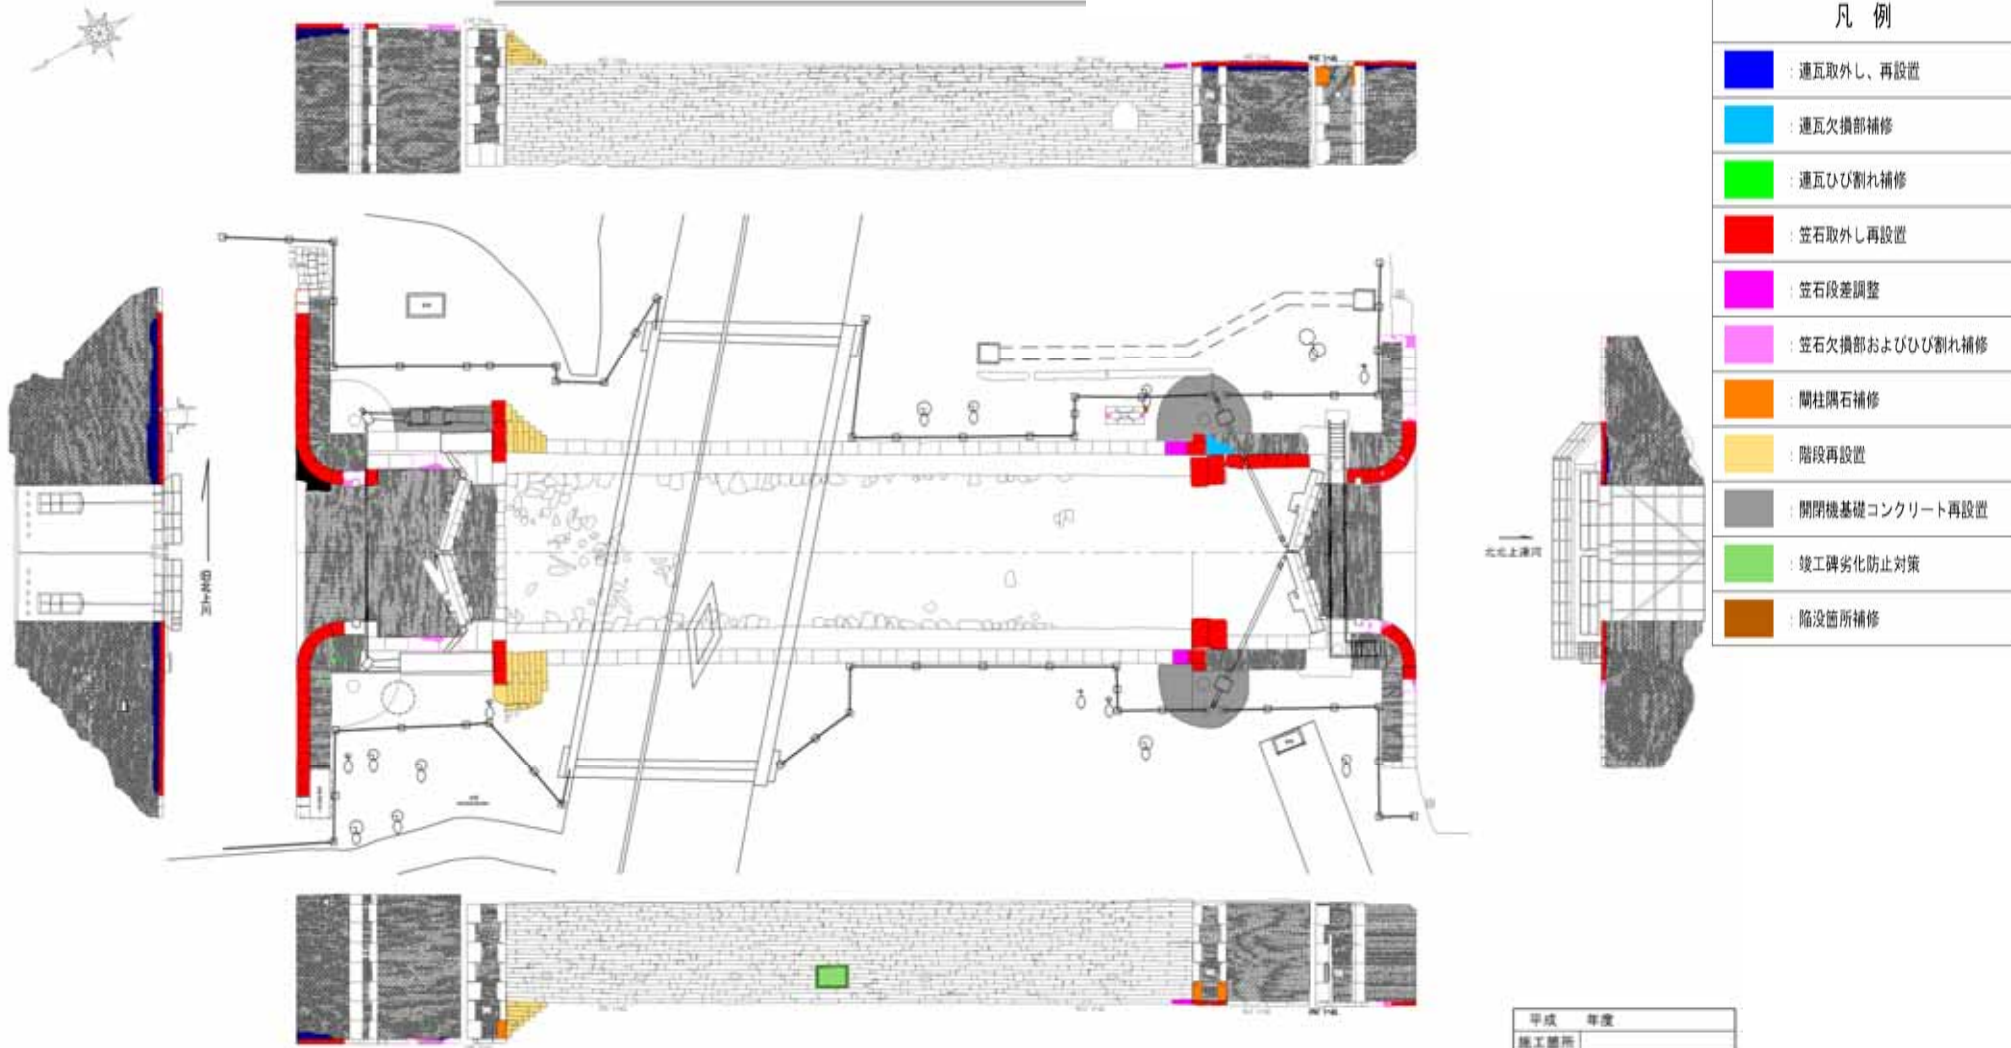 凡 例
: 連瓦取外し、再設置
: 連瓦欠損部補修
: 連瓦ひび割れ補修
: 笠石取外し再設置
: 笠石段差調整
: 笠石欠損部およびひび割れ補修
: 閘柱隅石補修
: 階段再設置
: 開閉機基礎コンクリート再設置
: 竣工碑劣化防止対策
: 陥没箇所補修
旧北上川
北北上運河
平成 年度
施工箇所